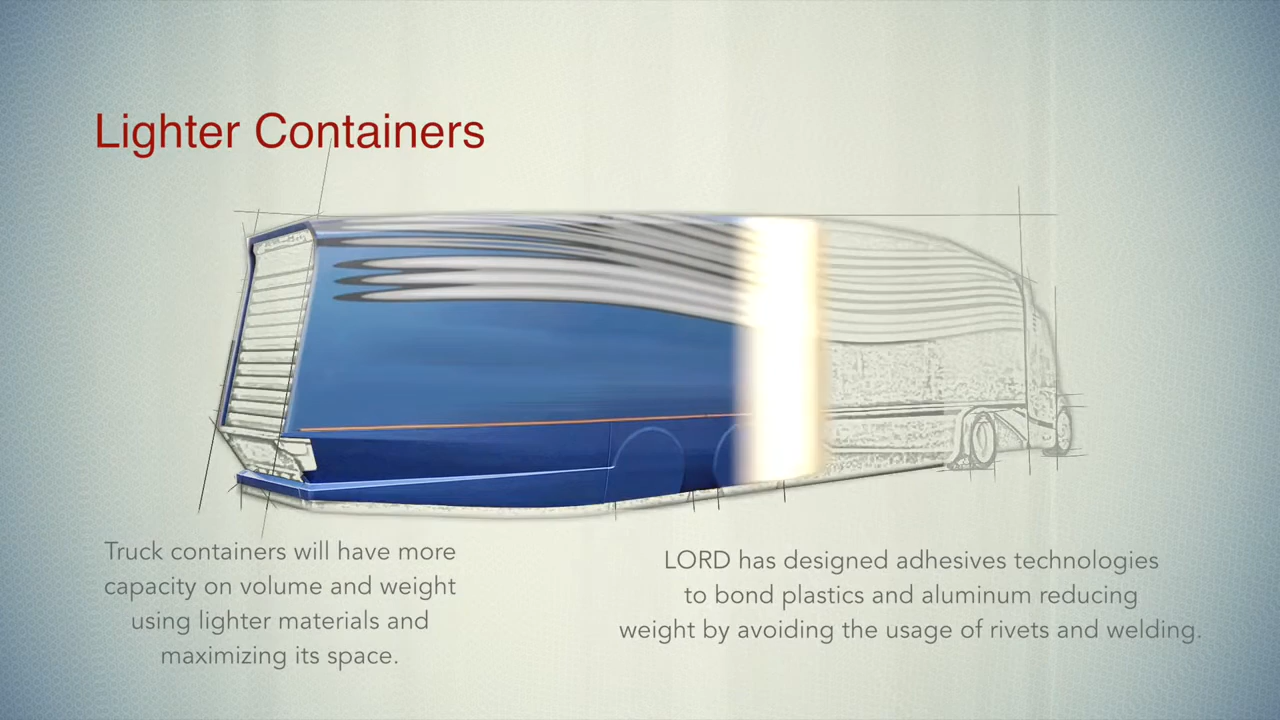 Lighter Containers
Truck containers will have more
capacity on volume and weight
using lighter materials and
maximizing its space.
LORD has designed adhesives technologies
to bond plastics and aluminum reducing
weight by avoiding the usage of rivets and welding.